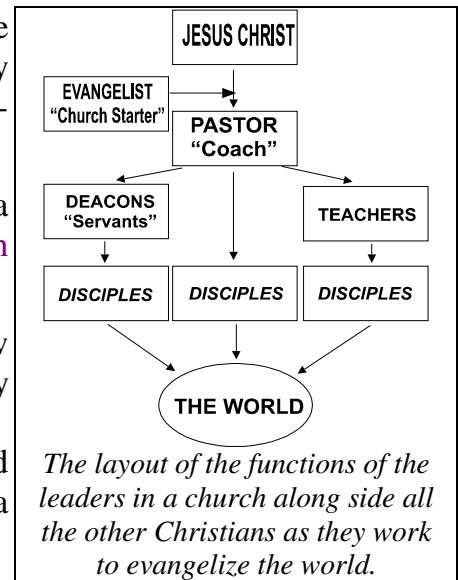 JESUS CHRIST
EVANGELIST
“Church Starter”
PASTOR
“Coach”
DEACONS
“Servants”
TEACHERS
DISCIPLES
DISCIPLES
DISCIPLES
THE WORLD
The layout of the functions of the
leaders in a church along side all
the other Christians as they work
to evangelize the world.